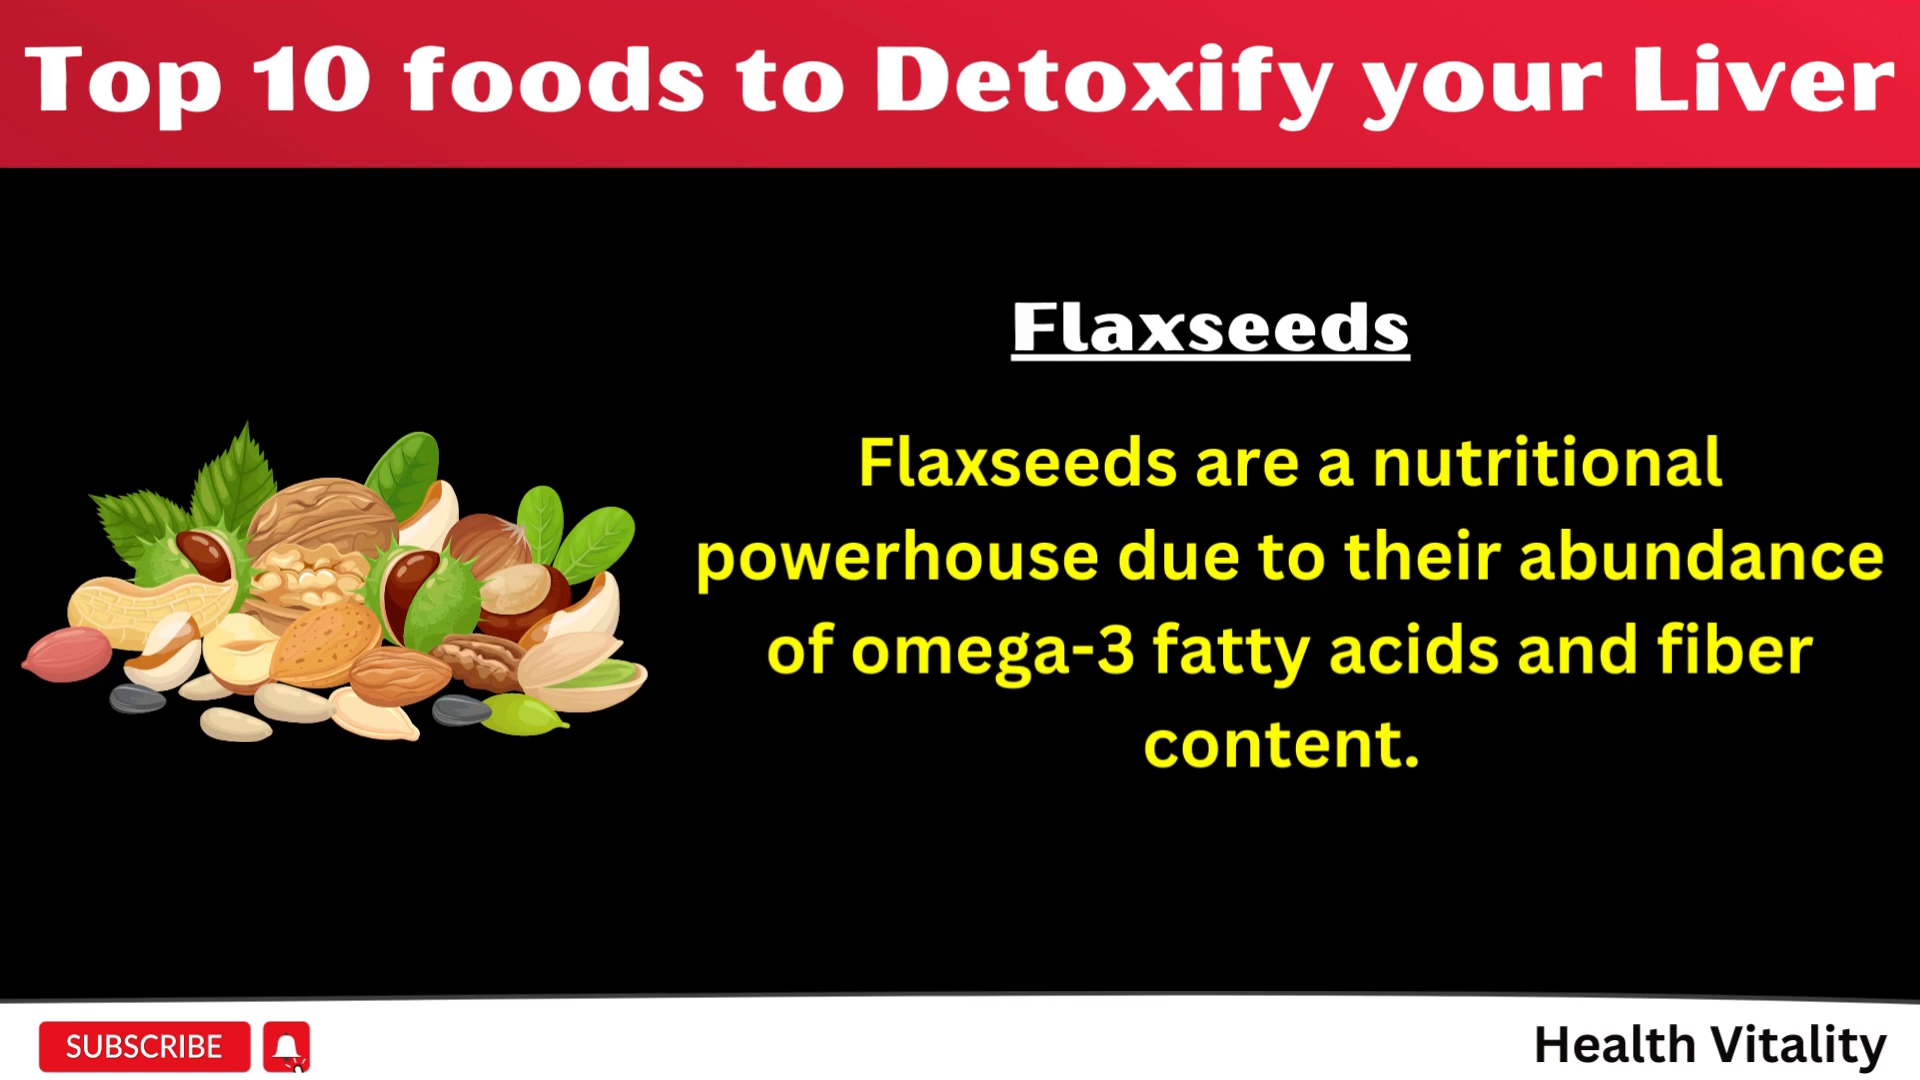 Top 10 foods to Detoxify your Liver
Flaxseeds
Flaxseeds are a nutritional
powerhouse due to their abundance
of omega-3 fatty acids and fiber
content.
SUBSCRIBE
Health Vitality